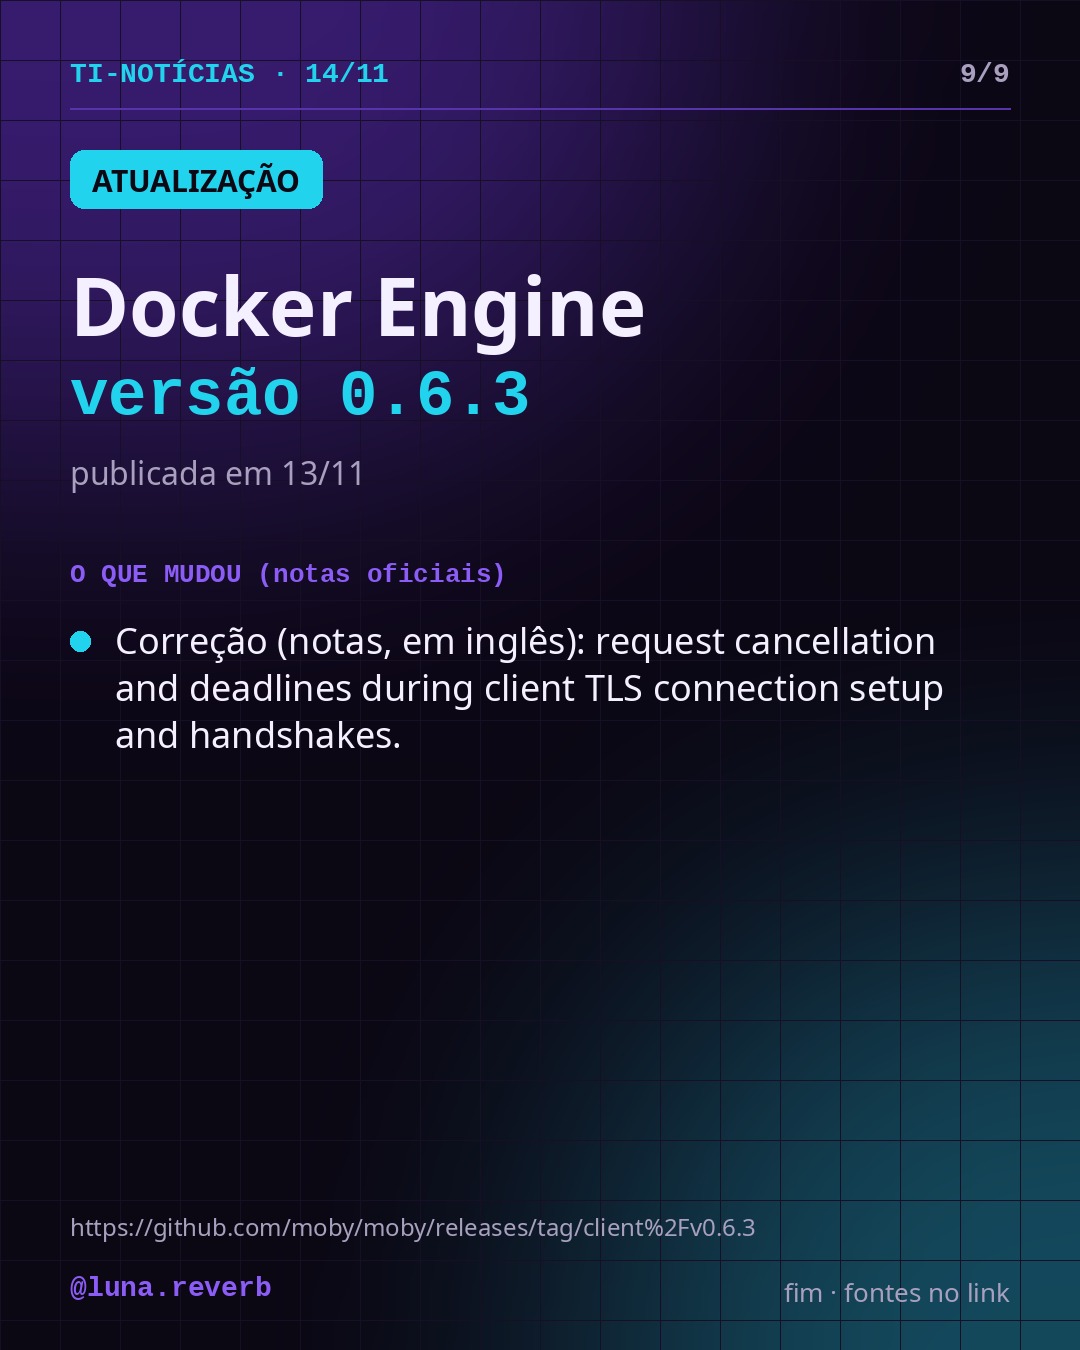 TI-NOTÍCIAS · 14/11
9/9
ATUALIZAÇÃO
Docker Engine
versão 0.6.3
publicada em 13/11
O QUE MUDOU (notas oficiais)
Correção (notas, em inglês): request cancellation
and deadlines during client TLS connection setup
and handshakes.
https://github.com/moby/moby/releases/tag/client%2Fv0.6.3
@luna.reverb
fim · fontes no link